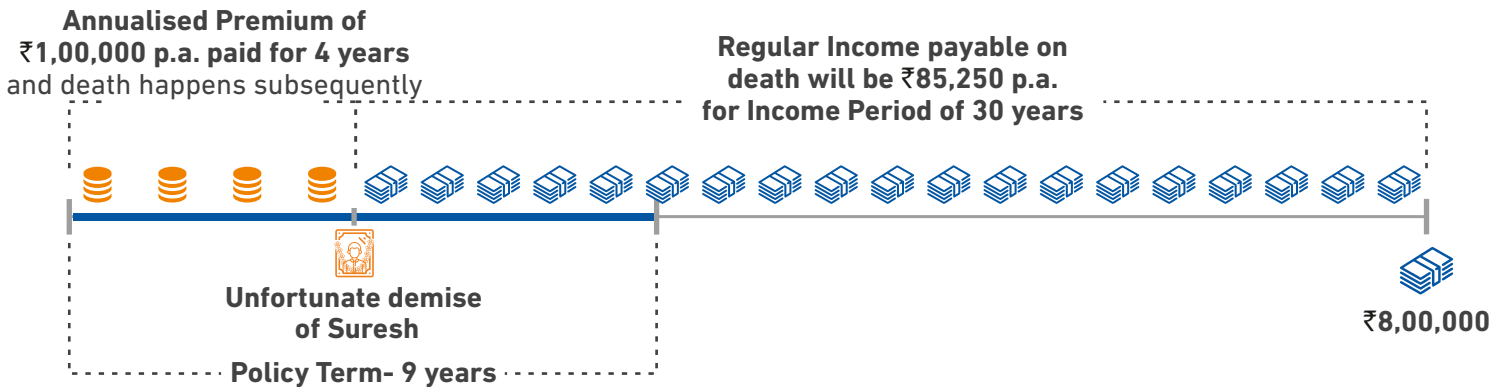 Annualised Premium of
₹1,00,000 p.a. paid for 4 years
and death happens subsequently
Regular Income payable on
death will be ₹85,250 p.a.
for Income Period of 30 years
Unfortunate demise
of Suresh
₹8,00,000
Policy Term- 9 years